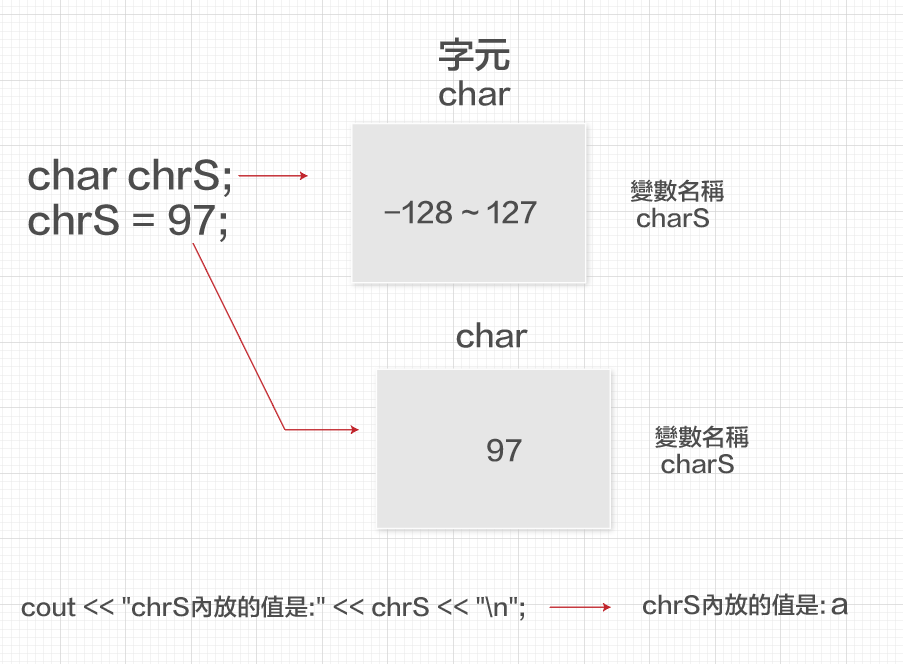 字元
char
char chrS;
chrS = 97;
−128 ~ 127
變數名稱
charS
char
97
變數名稱
charS
cout << "chrS內放的值是:" << chrS << "\n";
chrS內放的值是: a